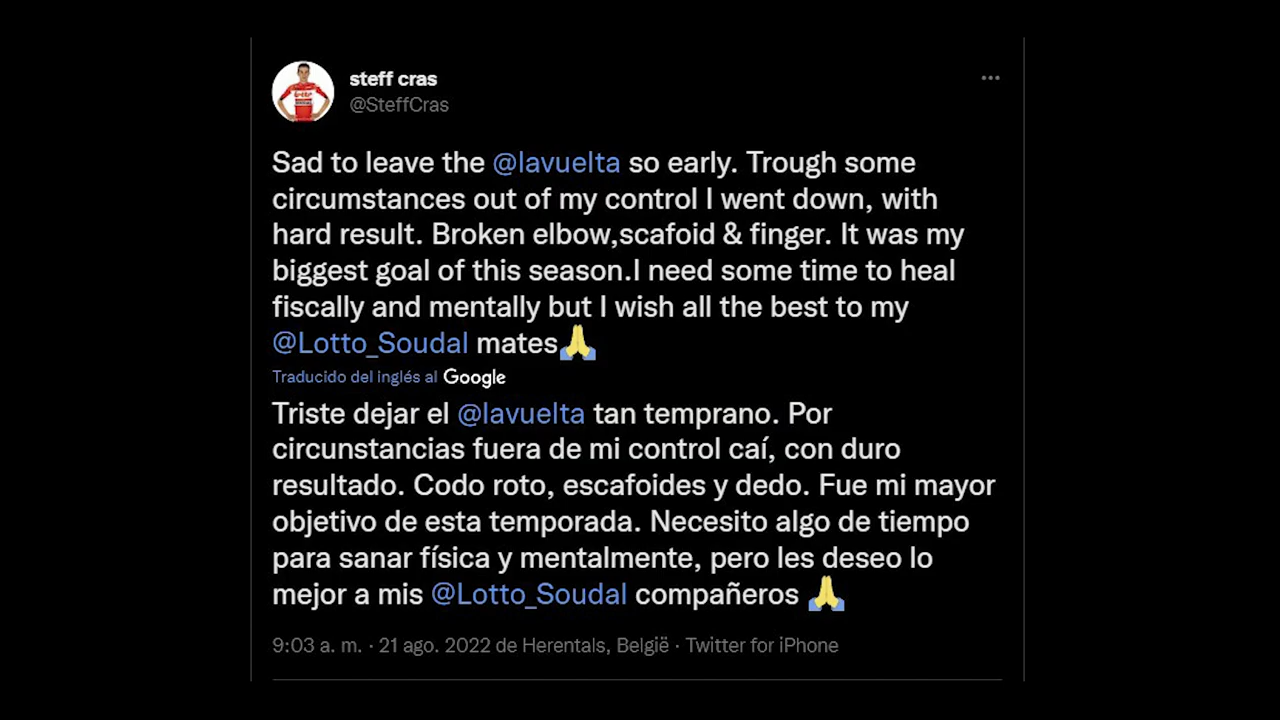 steff cras
@SteffCras
Sad to leave the @lavuelta so early. Trough some
circumstances out of my control I went down, with
hard result. Broken elbow,scafoid & finger. It was my
biggest goal of this season.I need some time to heal
fiscally and mentally but I wish all the best to my
@Lotto_Soudal mates🙏
Traducido del inglés al Google
Triste dejar el @lavuelta tan temprano. Por
circunstancias fuera de mi control caí, con duro
resultado. Codo roto, escafoides y dedo. Fue mi mayor
objetivo de esta temporada. Necesito algo de tiempo
para sanar física y mentalmente, pero les deseo lo
mejor a mis @Lotto_Soudal compañeros 🙏
9:03 a. m. · 21 ago. 2022 de Herentals, België · Twitter for iPhone